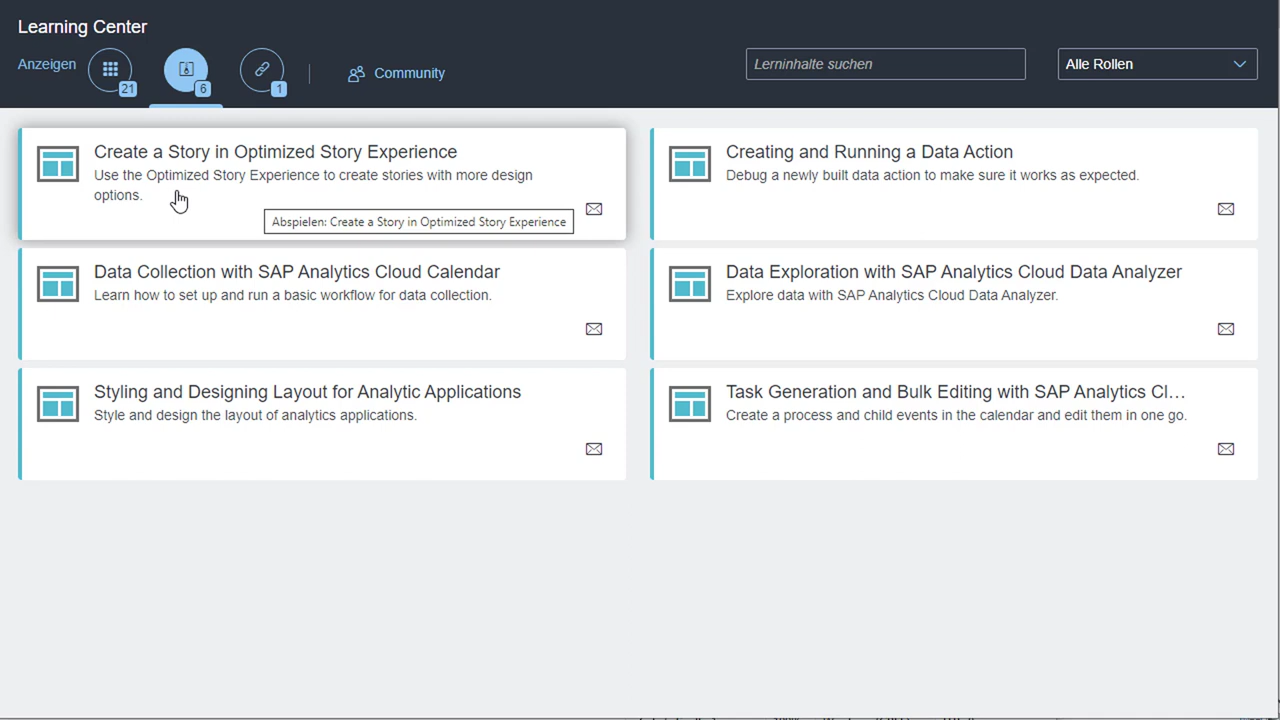 Learning Center
Anzeigen
21
6
1
Community
Lerninhalte suchen
Alle Rollen
Create a Story in Optimized Story Experience
Use the Optimized Story Experience to create stories with more design
options.
Abspielen: Create a Story in Optimized Story Experience
Creating and Running a Data Action
Debug a newly built data action to make sure it works as expected.
Data Collection with SAP Analytics Cloud Calendar
Learn how to set up and run a basic workflow for data collection.
Data Exploration with SAP Analytics Cloud Data Analyzer
Explore data with SAP Analytics Cloud Data Analyzer.
Styling and Designing Layout for Analytic Applications
Style and design the layout of analytics applications.
Task Generation and Bulk Editing with SAP Analytics Cl...
Create a process and child events in the calendar and edit them in one go.